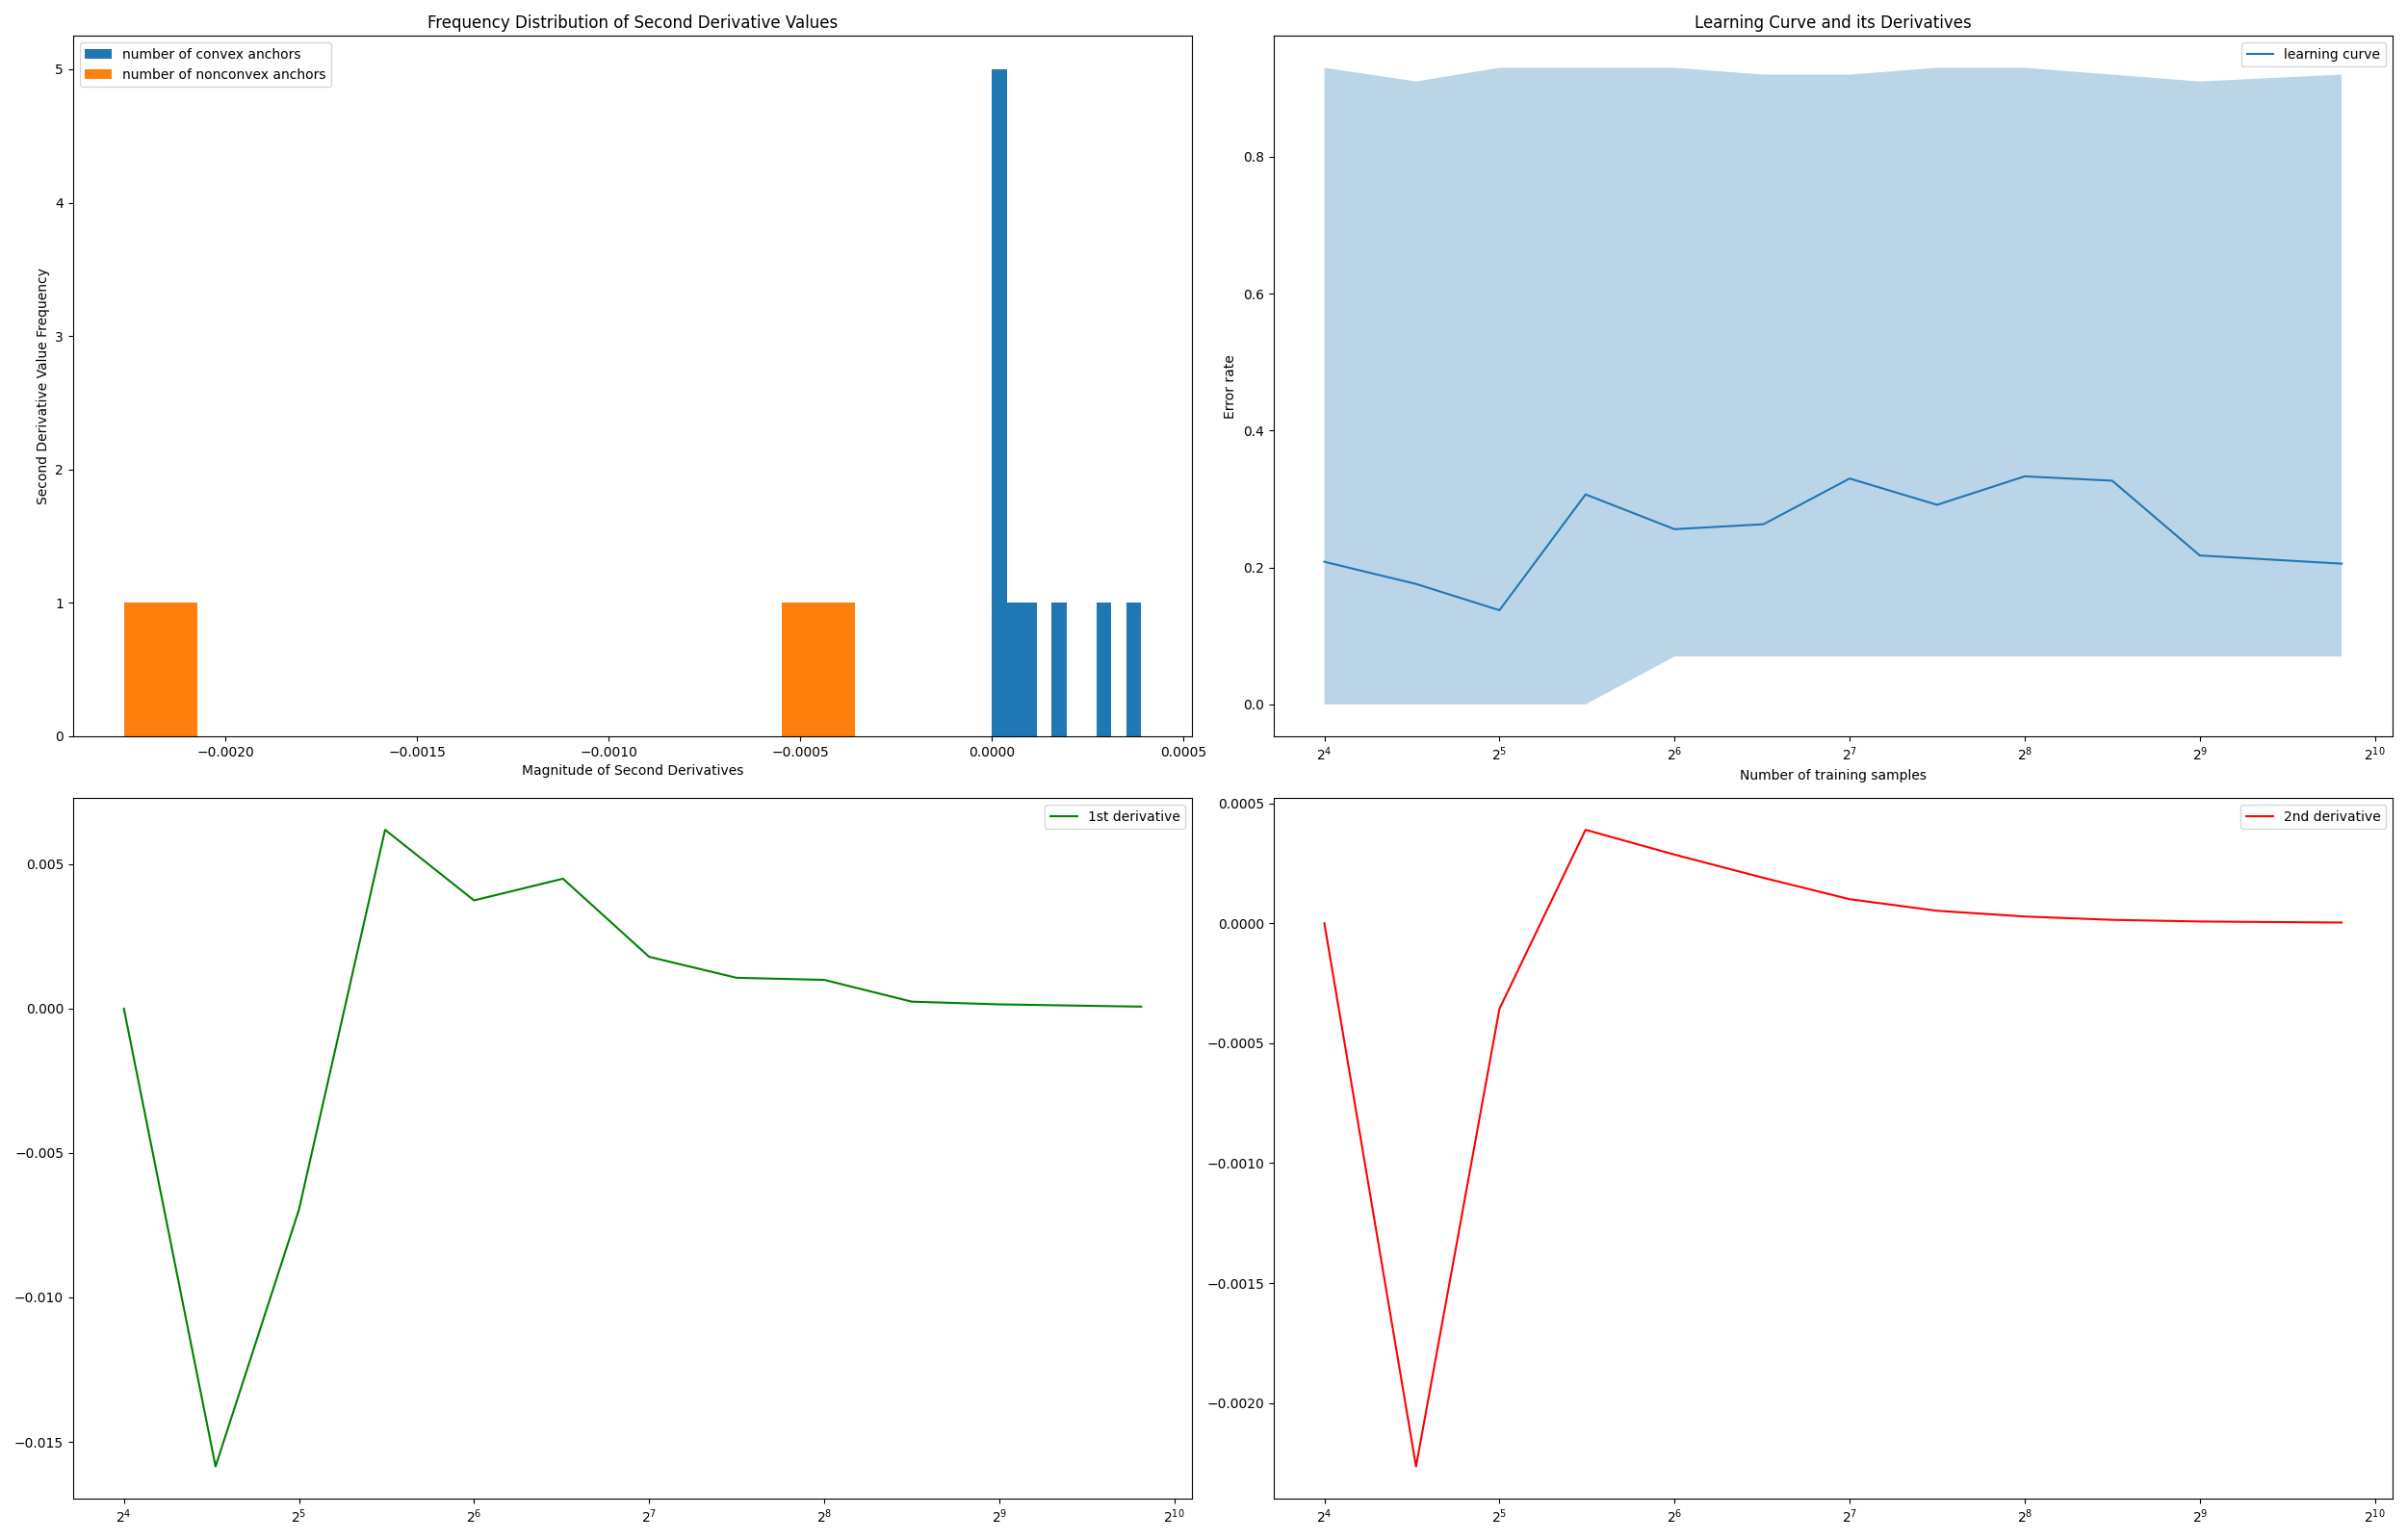 Frequency Distribution of Second Derivative Values
number of convex anchors
number of nonconvex anchors
Second Derivative Value Frequency
5
4
3
2
1
0
−0.0020 −0.0015 −0.0010 −0.0005 0.0000 0.0005
Magnitude of Second Derivatives
Learning Curve and its Derivatives
learning curve
Error rate
0.8
0.6
0.4
0.2
0.0
2⁴ 2⁵ 2⁶ 2⁷ 2⁸ 2⁹ 2¹⁰
Number of training samples
1st derivative
0.005
0.000
−0.005
−0.010
−0.015
2⁴ 2⁵ 2⁶ 2⁷ 2⁸ 2⁹ 2¹⁰
2nd derivative
0.0005
0.0000
−0.0005
−0.0010
−0.0015
−0.0020
2⁴ 2⁵ 2⁶ 2⁷ 2⁸ 2⁹ 2¹⁰